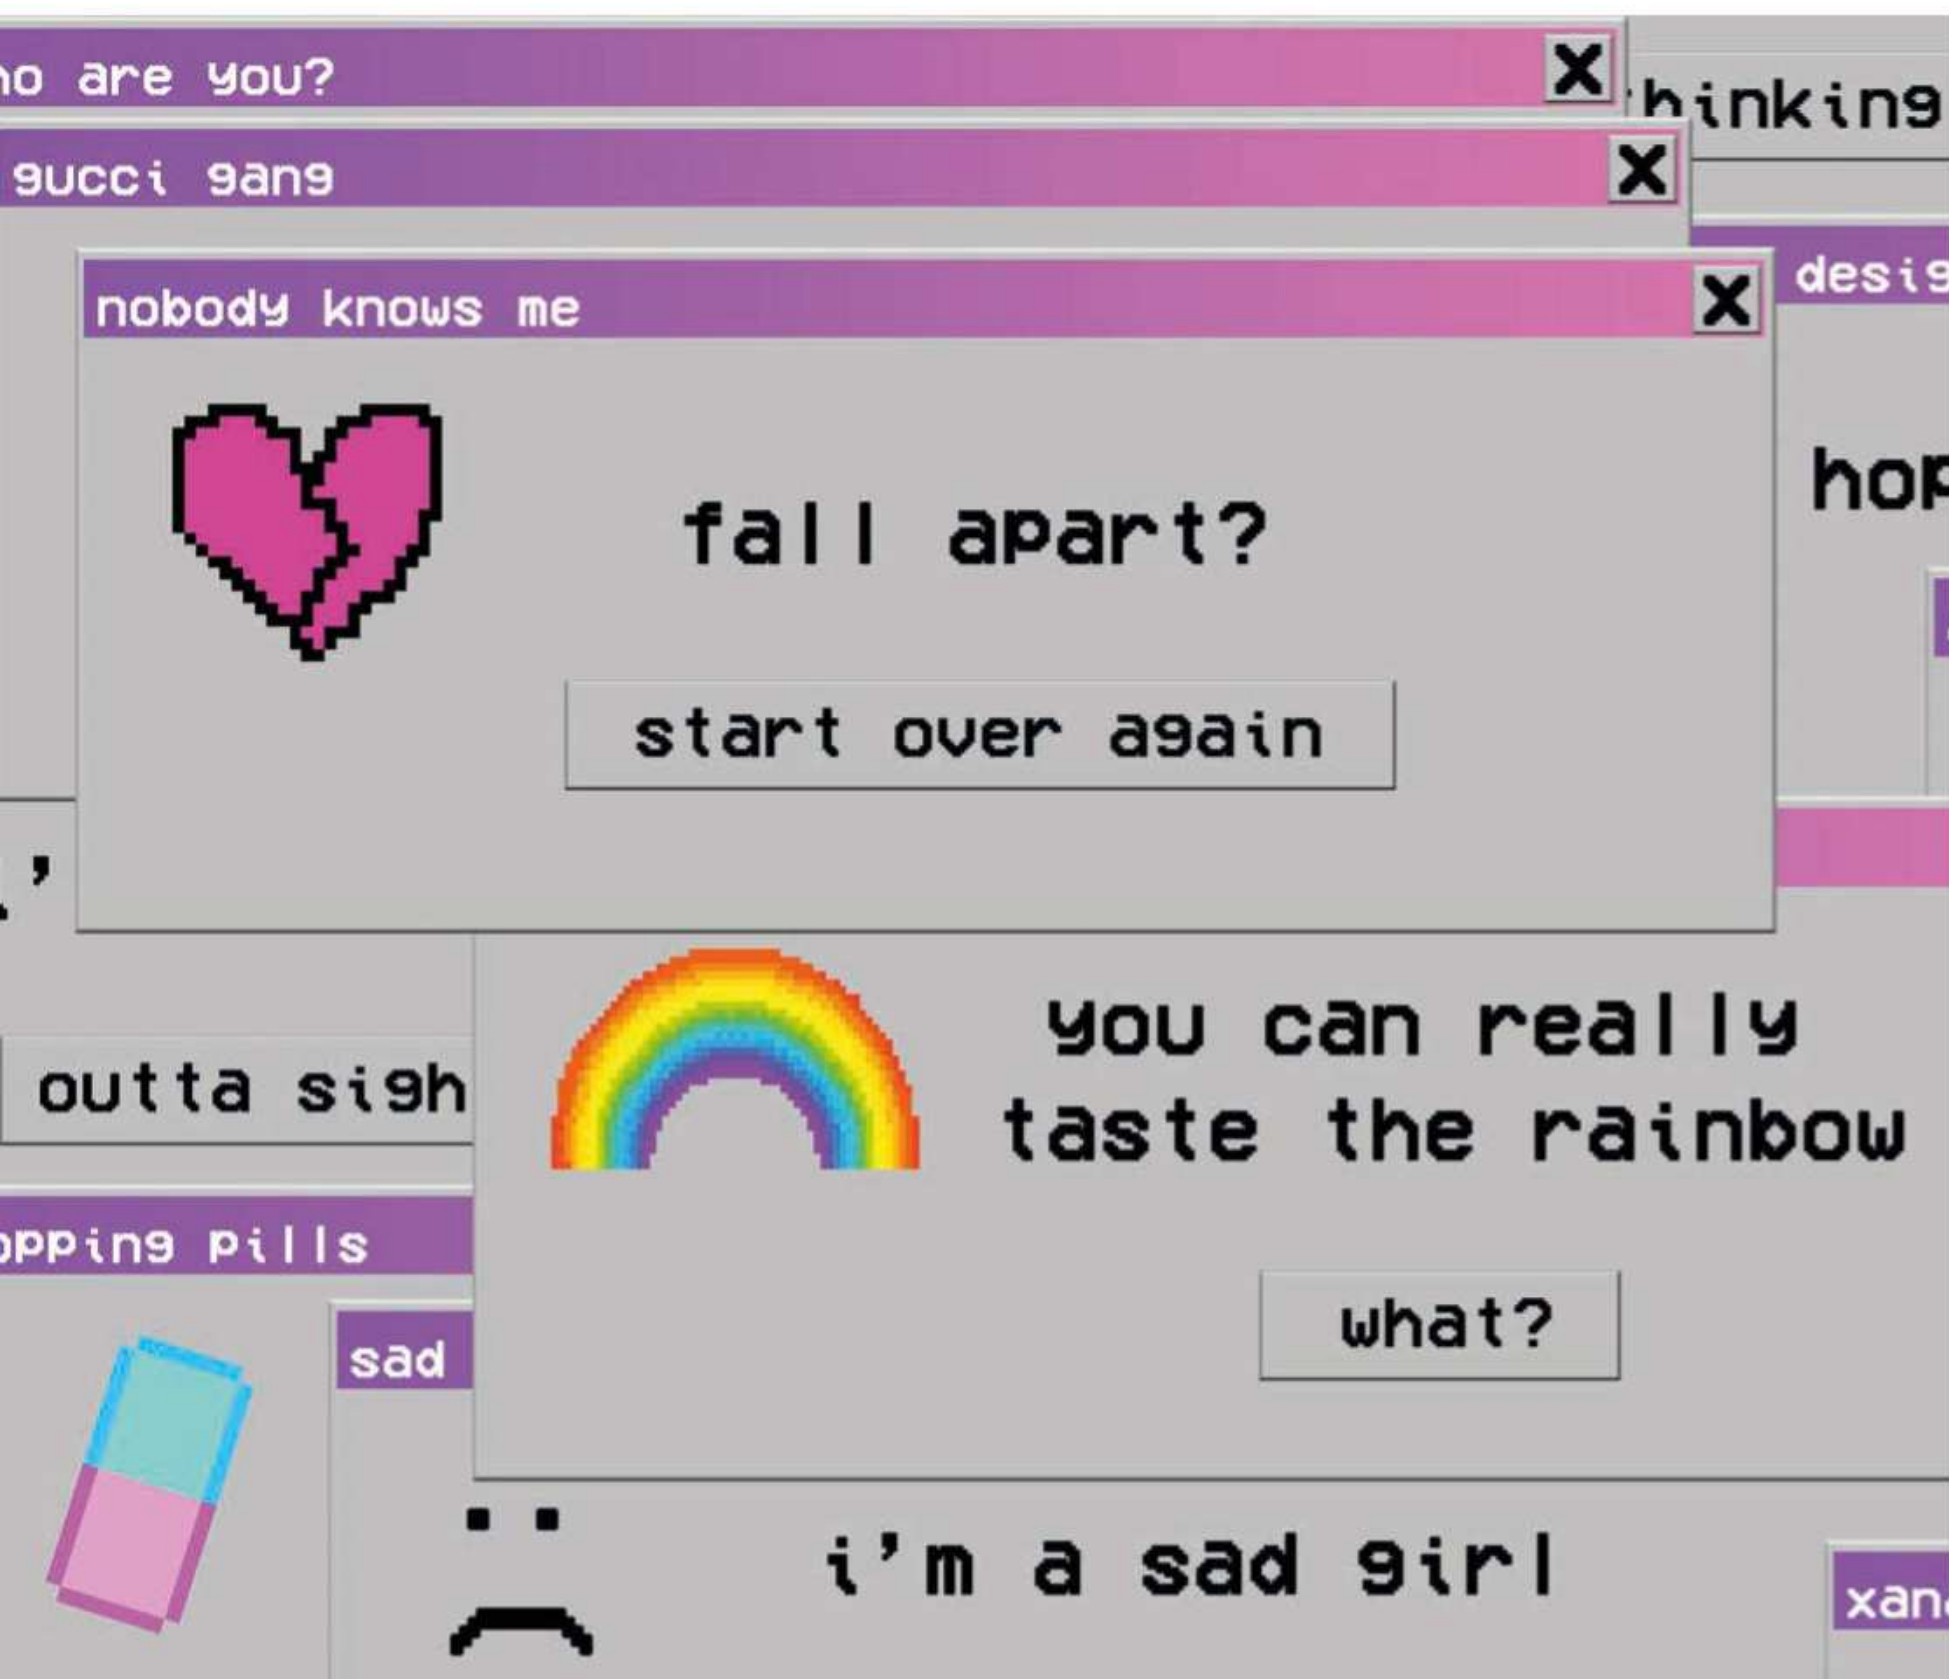 are you?
gucci gang
nobody knows me
fall apart?
start over again
you can really
taste the rainbow
what?
outta
pills
sad
i'm a sad girl